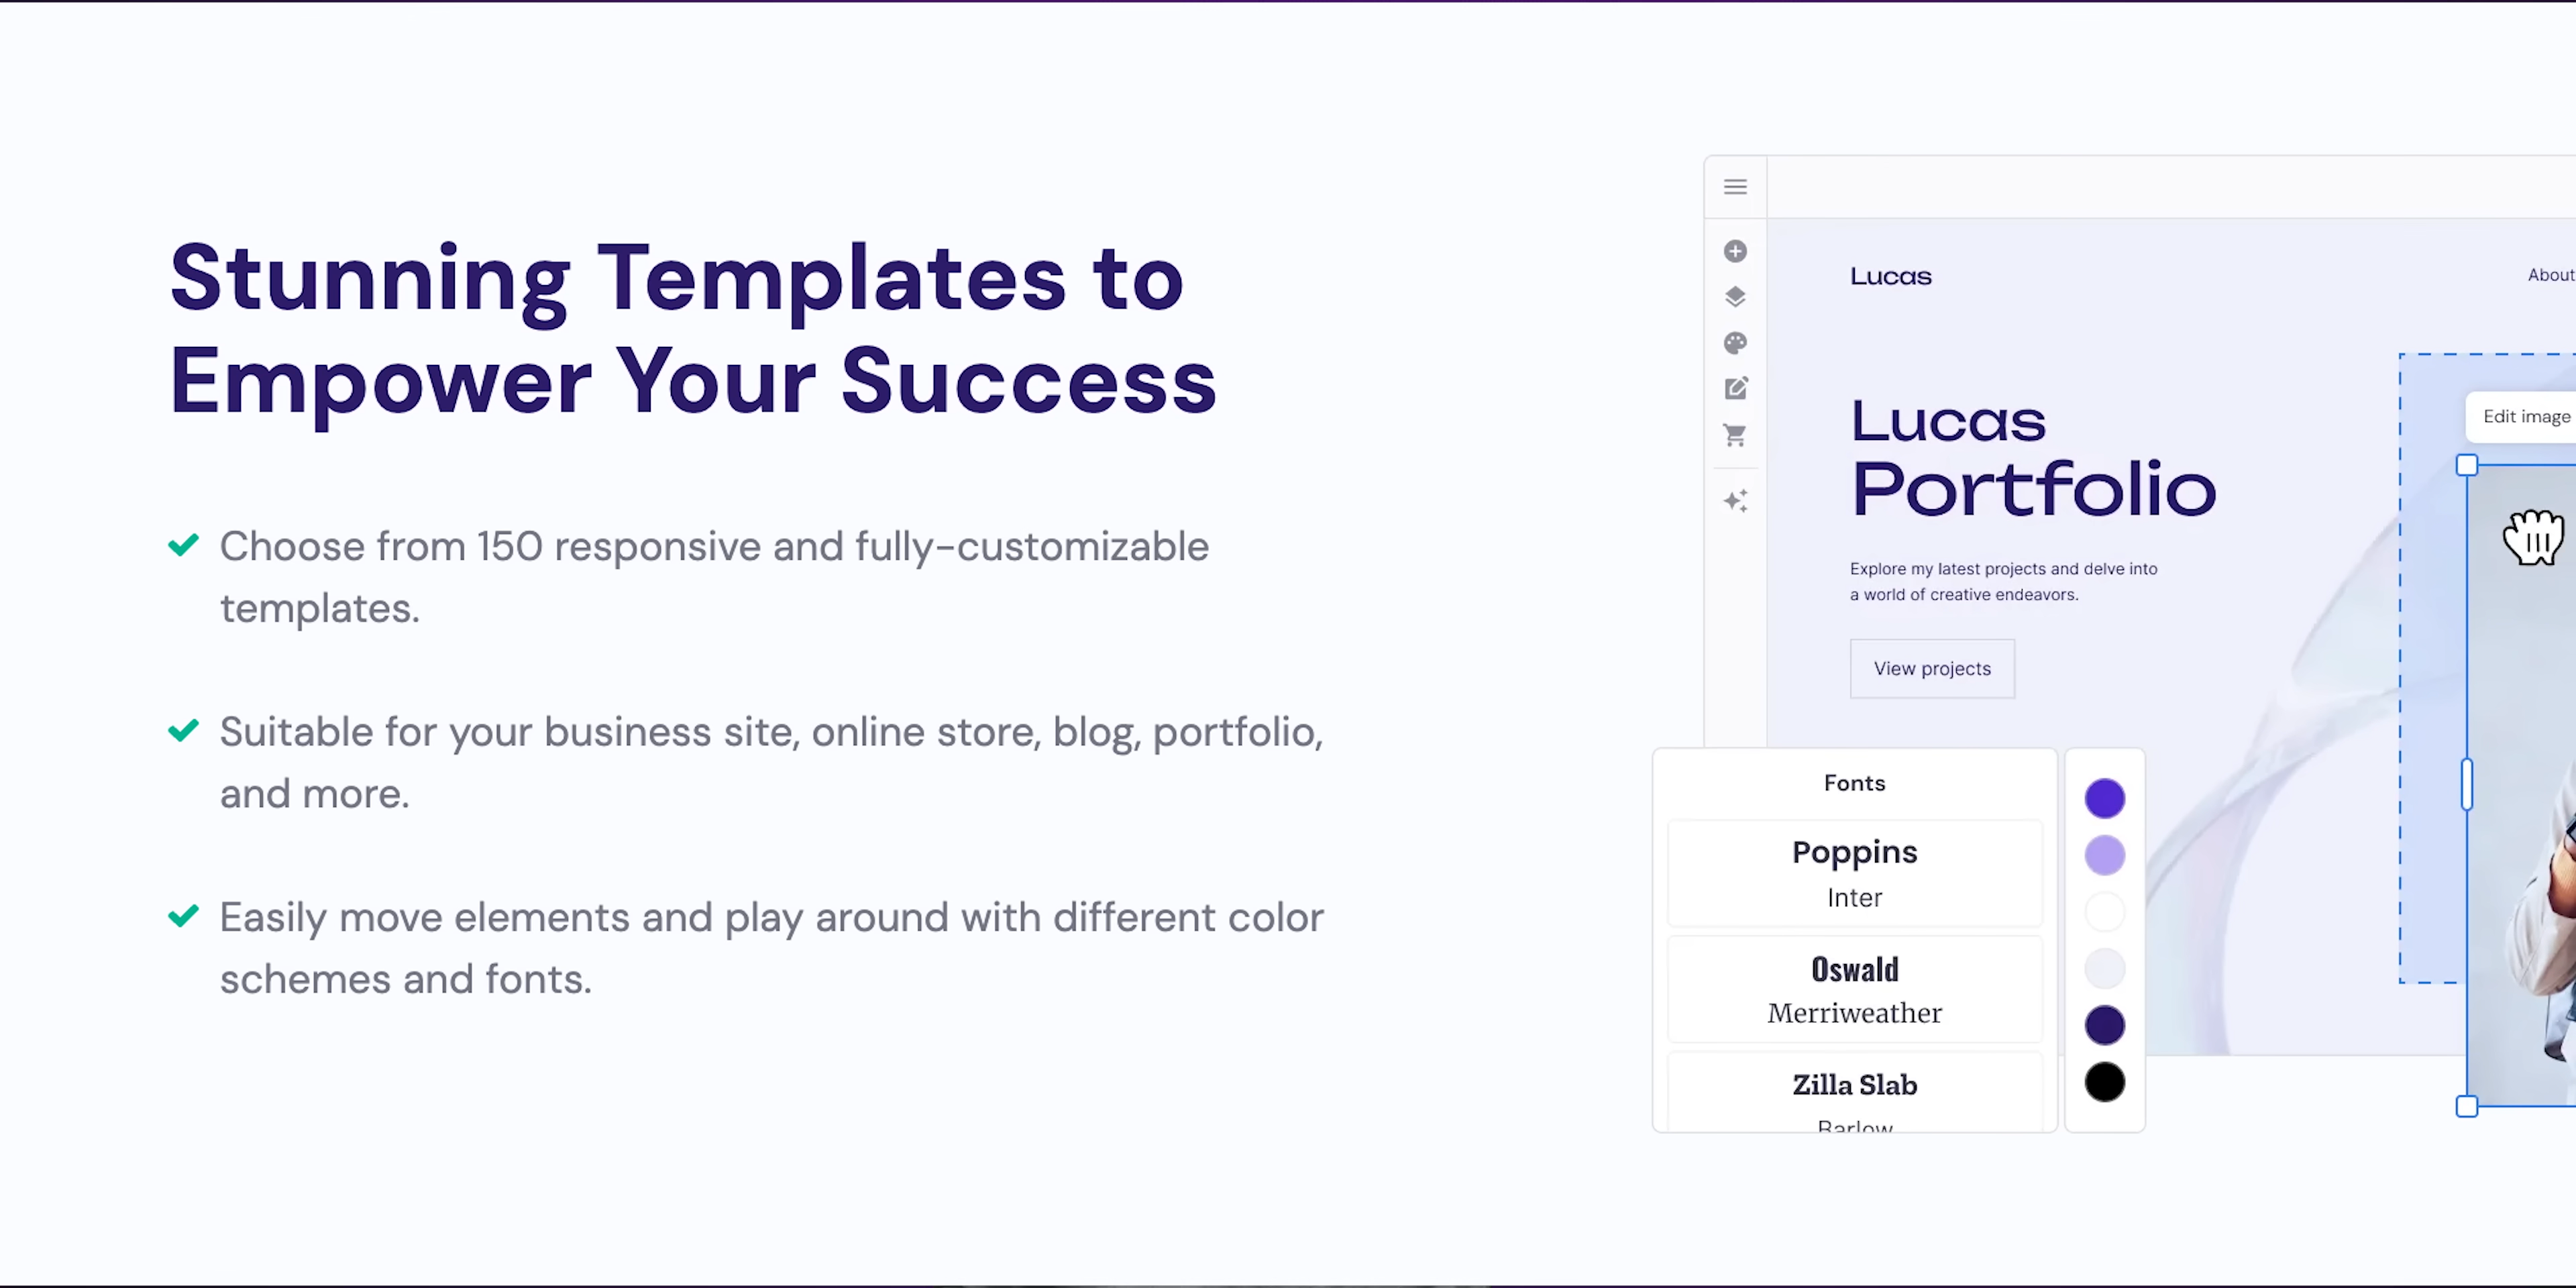 Stunning Templates to
Empower Your Success
Choose from 150 responsive and fully-customizable
templates.
Suitable for your business site, online store, blog, portfolio,
and more.
Easily move elements and play around with different color
schemes and fonts.
Lucas
About
Lucas
Portfolio
Explore my latest projects and delve into
a world of creative endeavors.
View projects
Edit image
Fonts
Poppins
Inter
Oswald
Merriweather
Zilla Slab
Barlow